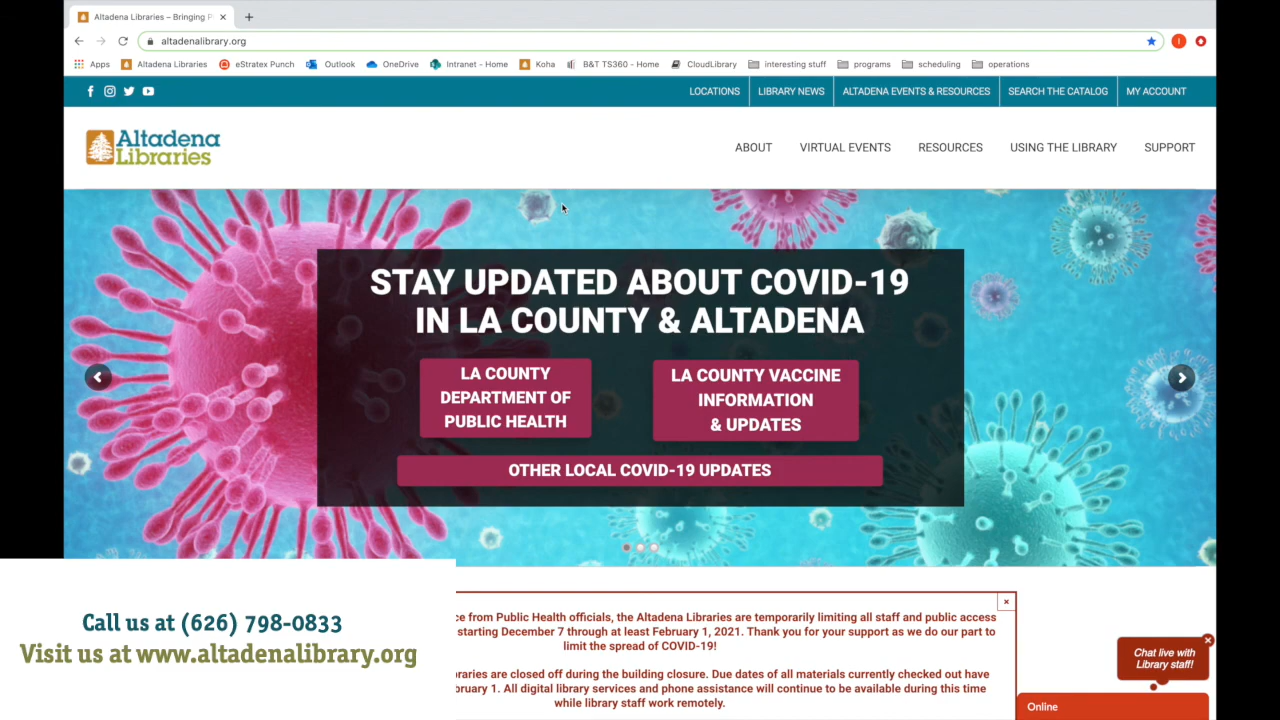 Altadena Libraries – Bringing P
altadenalibrary.org
Apps Altadena Libraries eStratex Punch Outlook OneDrive Intranet - Home Koha B&T TS360 - Home CloudLibrary interesting stuff programs scheduling operations
LOCATIONS LIBRARY NEWS ALTADENA EVENTS & RESOURCES SEARCH THE CATALOG MY ACCOUNT
Altadena
Libraries
ABOUT VIRTUAL EVENTS RESOURCES USING THE LIBRARY SUPPORT
STAY UPDATED ABOUT COVID-19
IN LA COUNTY & ALTADENA
LA COUNTY
DEPARTMENT OF
PUBLIC HEALTH
LA COUNTY VACCINE
INFORMATION
& UPDATES
OTHER LOCAL COVID-19 UPDATES
Call us at (626) 798-0833
Visit us at www.altadenalibrary.org
ce from Public Health officials, the Altadena Libraries are temporarily limiting all staff and public access
starting December 7 through at least February 1, 2021. Thank you for your support as we do our part to
limit the spread of COVID-19!
raries are closed off during the building closure. Due dates of all materials currently checked out have
bruary 1. All digital library services and phone assistance will continue to be available during this time
while library staff work remotely.
Chat live with
Library staff!
Online